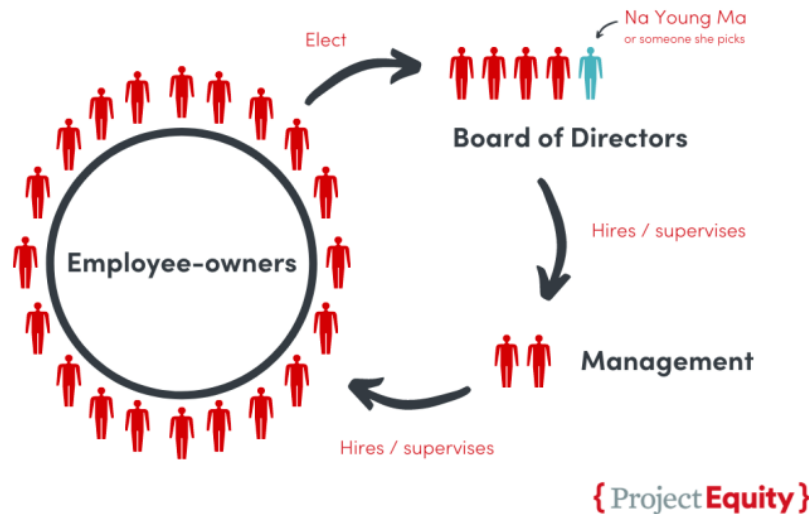 Na Young Ma
or someone she picks
Elect
Board of Directors
Hires / supervises
Employee-owners
Management
Hires / supervises
{ Project Equity }